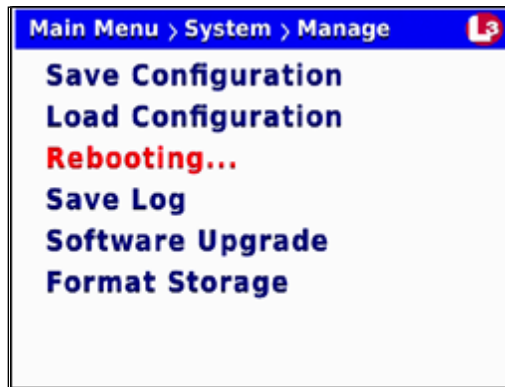 Main Menu > System > Manage L3
Save Configuration
Load Configuration
Rebooting...
Save Log
Software Upgrade
Format Storage